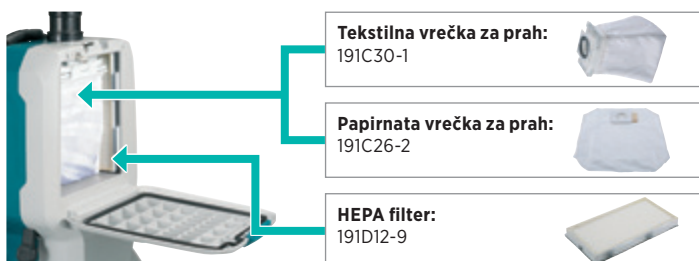 Tekstilna vrečka za prah:
191C30-1
Papirnata vrečka za prah:
191C26-2
HEPA filter:
191D12-9